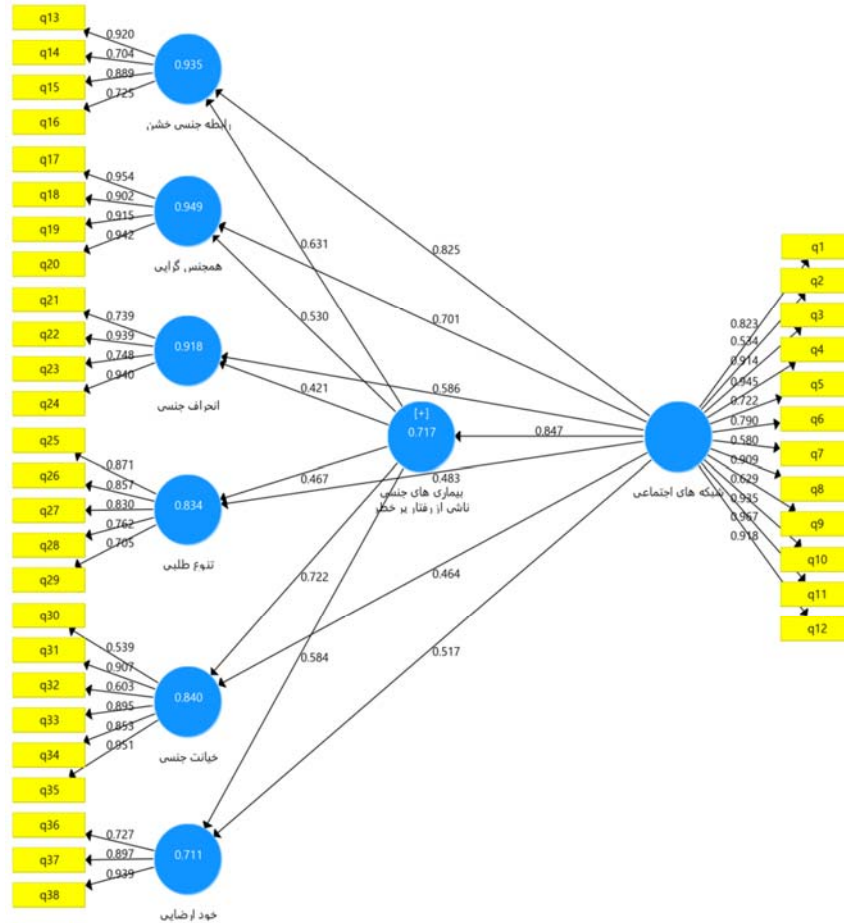 q13
0.920
q14
0.704
0.935
q15
0.889
0.725
q16
رابطه جنسی خشن
q17
0.954
q18
0.902
0.949
q19
0.915
0.942
q20
همجنس گرایی
q21
0.739
q22
0.939
0.918
q23
0.748
0.940
q24
انحراف جنسی
q25
0.871
q26
0.857
0.834
q27
0.830
0.762
q28
0.705
تنوع طلبی
q29
q30
0.539
q31
0.907
q32
0.603
0.840
q33
0.895
0.853
q34
0.951
خیانت جنسی
q35
q36
0.727
q37
0.897
0.711
q38
0.939
خود ارضایی
0.631
0.530
0.421
0.467
0.722
0.584
[+]
0.717
بیماری های جنسی
ناشی از رفتار پر خطر
0.825
0.701
0.586
0.847
0.483
0.464
0.517
شبکه های اجتماعی
q1
q2
q3
0.823
0.534
q4
0.914
0.945
q5
0.722
q6
0.790
0.580
q7
0.909
q8
0.629
0.935
q9
0.967
0.918
q10
q11
q12